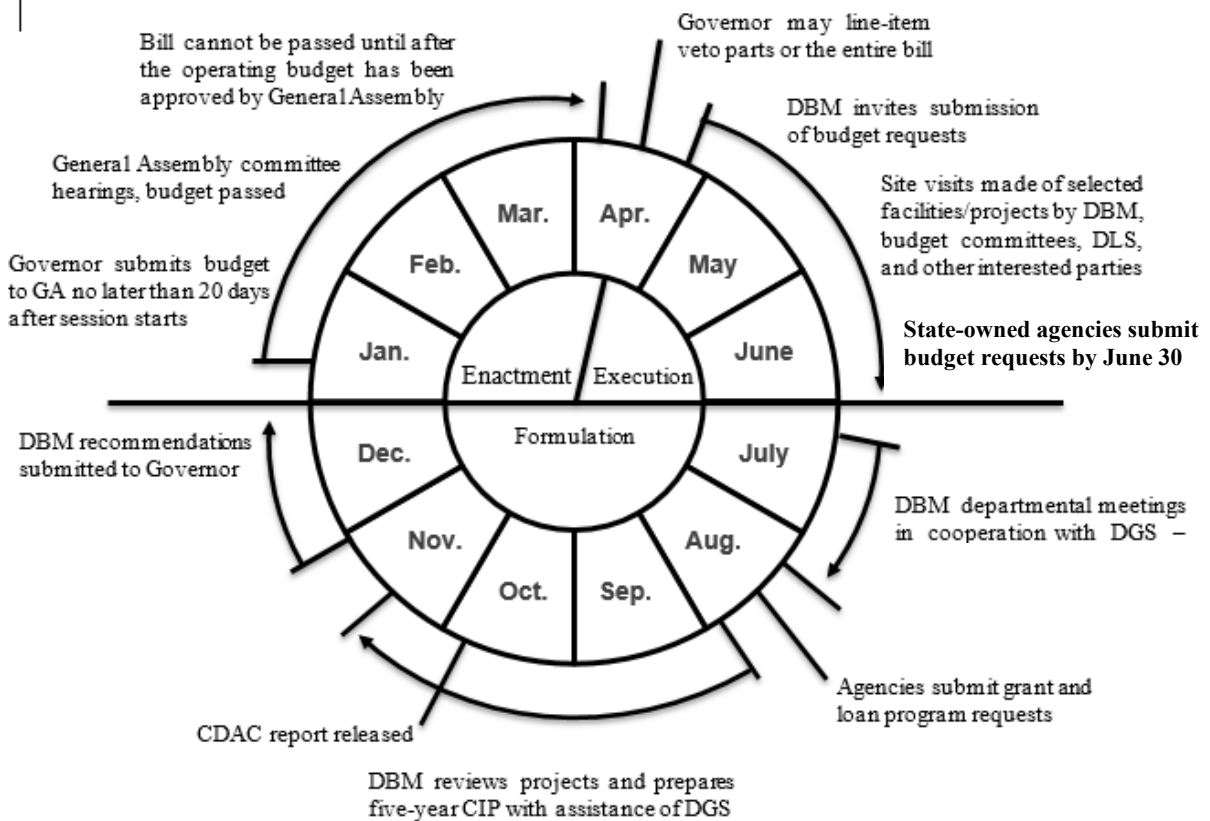 Governor may line-item
veto parts or the entire bill
Bill cannot be passed until after
the operating budget has been
approved by General Assembly
DBM invites submission
of budget requests
General Assembly committee
hearings, budget passed
Site visits made of selected
facilities/projects by DBM,
budget committees, DLS,
and other interested parties
Governor submits budget
to GA no later than 20 days
after session starts
State-owned agencies submit
budget requests by June 30
Mar.
Apr.
Feb.
May
Jan.
June
Enactment
Execution
Formulation
Dec.
July
Nov.
Aug.
Oct.
Sep.
DBM recommendations
submitted to Governor
DBM departmental meetings
in cooperation with DGS –
Agencies submit grant and
loan program requests
CDAC report released
DBM reviews projects and prepares
five-year CIP with assistance of DGS